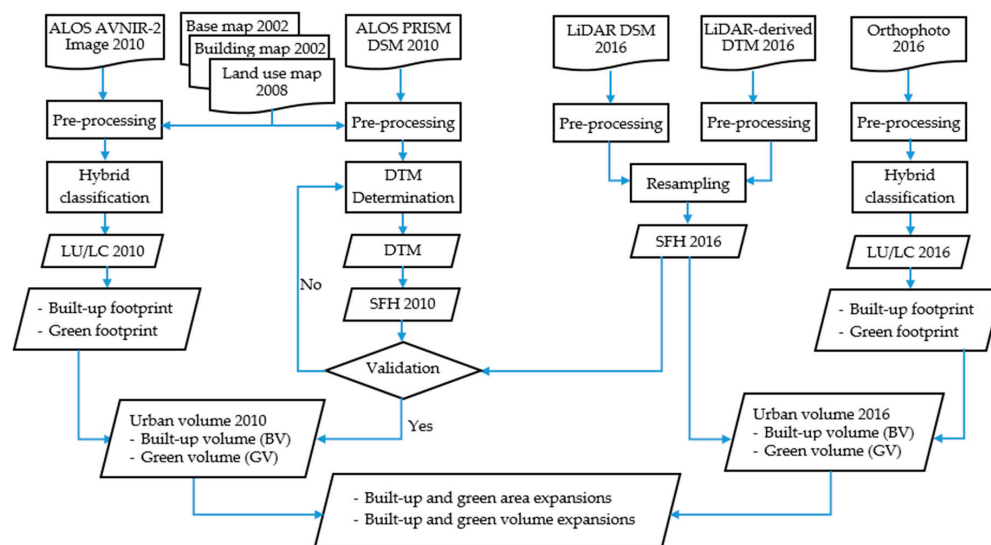 ALOS AVNIR-2
Image 2010
Base map 2002
Building map 2002
Land use map
2008
ALOS PRISM
DSM 2010
LiDAR DSM
2016
LiDAR-derived
DTM 2016
Orthophoto
2016
Pre-processing
Pre-processing
Pre-processing
Pre-processing
Pre-processing
Hybrid
classification
DTM
Determination
Resampling
Hybrid
classification
LU/LC 2010
DTM
SFH 2016
LU/LC 2016
No
- Built-up footprint
- Green footprint
SFH 2010
- Built-up footprint
- Green footprint
Validation
Yes
Urban volume 2010
- Built-up volume (BV)
- Green volume (GV)
Urban volume 2016
- Built-up volume (BV)
- Green volume (GV)
- Built-up and green area expansions
- Built-up and green volume expansions